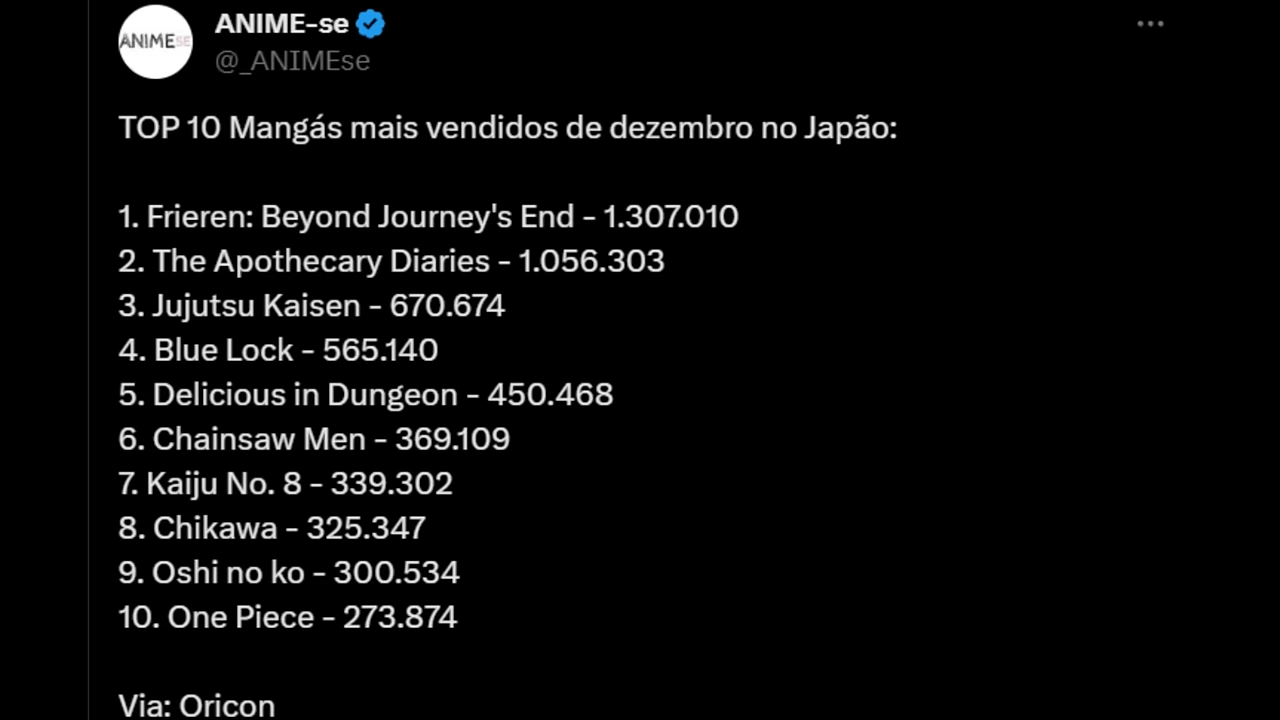 ANIME-se
ANIMEse
@_ANIMEse
TOP 10 Mangás mais vendidos de dezembro no Japão:
1. Frieren: Beyond Journey's End - 1.307.010
2. The Apothecary Diaries - 1.056.303
3. Jujutsu Kaisen - 670.674
4. Blue Lock - 565.140
5. Delicious in Dungeon - 450.468
6. Chainsaw Men - 369.109
7. Kaiju No. 8 - 339.302
8. Chikawa - 325.347
9. Oshi no ko - 300.534
10. One Piece - 273.874
Via: Oricon